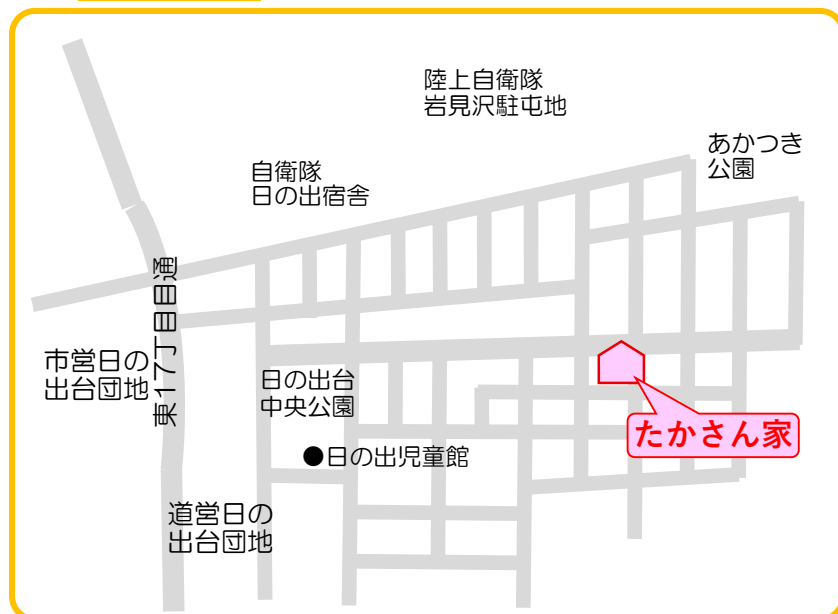 陸上自衛隊
岩見沢駐屯地
あかつき
公園
自衛隊
日の出宿舎
東17丁目目通
市営日の
出台団地
日の出台
中央公園
たかさん家
●日の出児童館
道営日の
出台団地